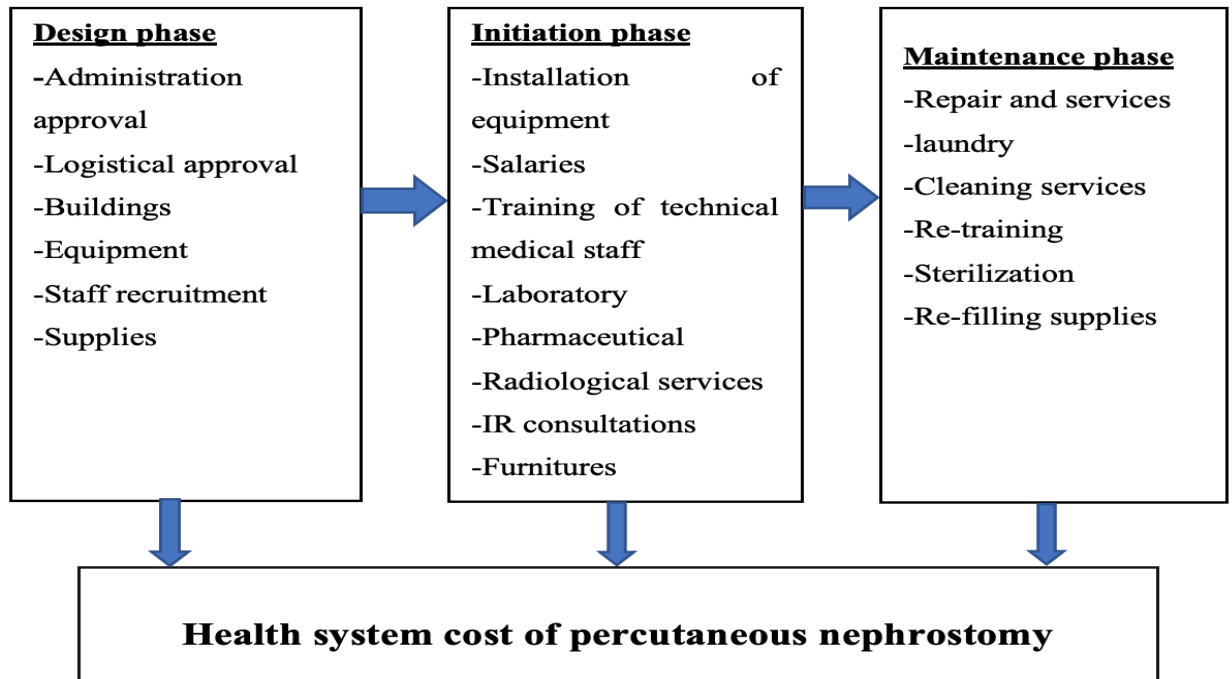 Design phase
-Administration
approval
-Logistical approval
-Buildings
-Equipment
-Staff recruitment
-Supplies
Initiation phase
-Installation of
equipment
-Salaries
-Training of technical
medical staff
-Laboratory
-Pharmaceutical
-Radiological services
-IR consultations
-Furnitures
Maintenance phase
-Repair and services
-laundry
-Cleaning services
-Re-training
-Sterilization
-Re-filling supplies
Health system cost of percutaneous nephrostomy